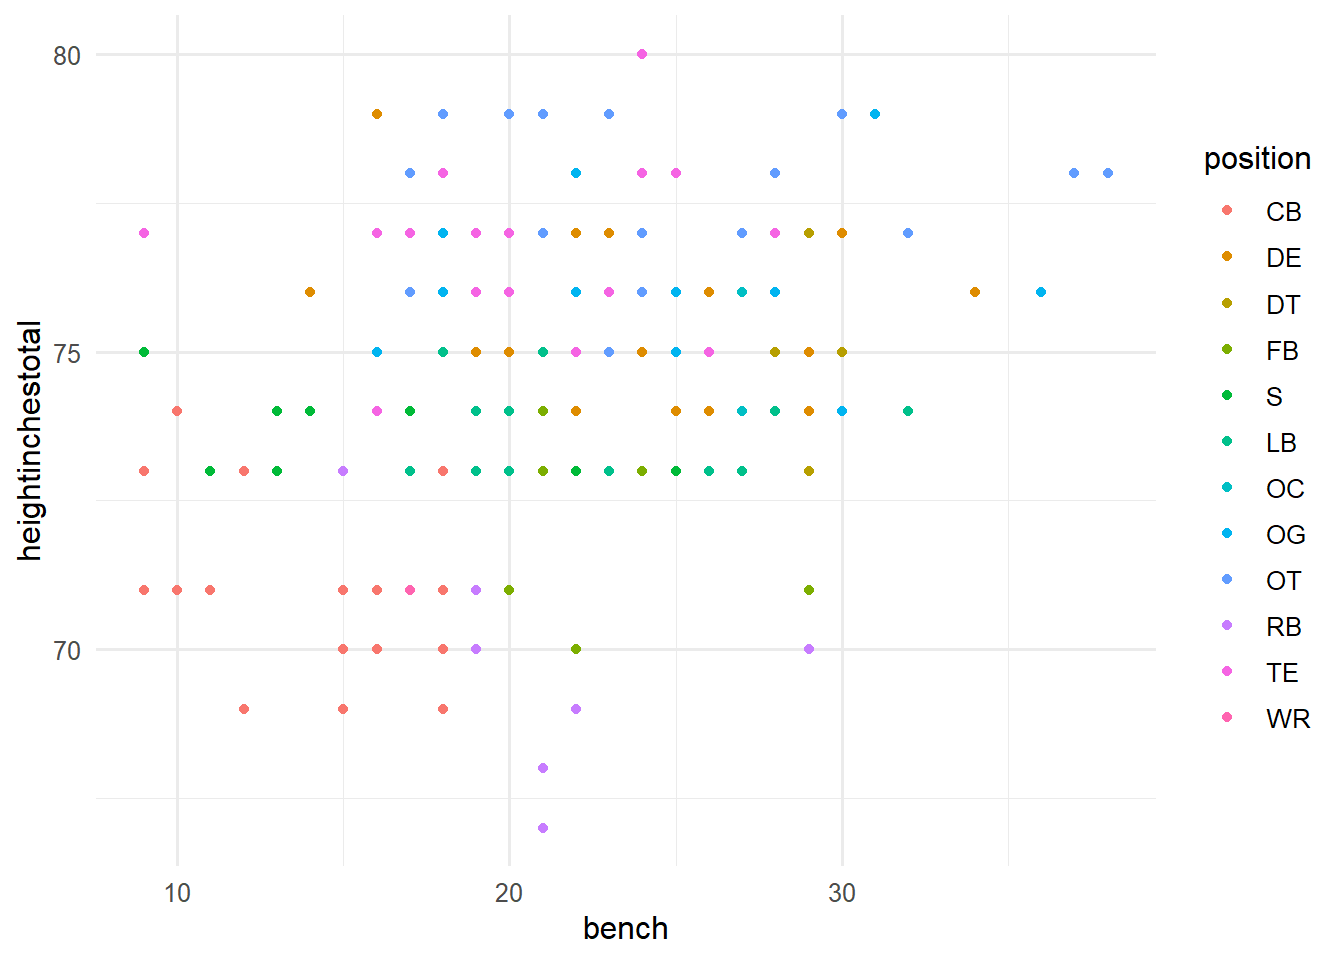 80
75
70
heightinchestotal
10 20 30
bench
position
CB
DE
DT
FB
S
LB
OC
OG
OT
RB
TE
WR